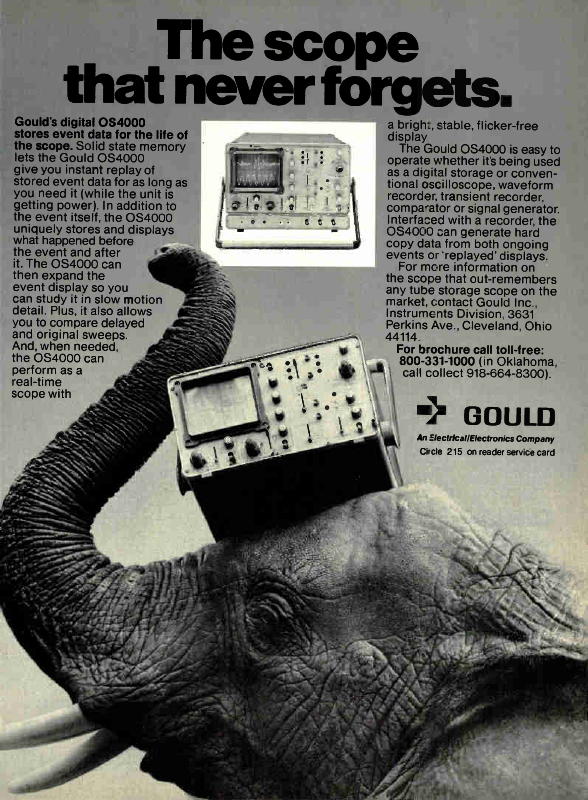 The scope
that never forgets.
Gould's digital OS4000
stores event data for the life of
the scope. Solid state memory
lets the Gould OS4000
give you instant replay of
stored event data for as long as
you need it (while the unit is
getting power). In addition to
the event itself, the OS4000
uniquely stores and displays
what happened before
the event and after
it. The OS4000 can
then expand the
event display so you
can study it in slow motion
detail. Plus, it also allows
you to compare delayed
and original sweeps.
And, when needed,
the OS4000 can
perform as a
real-time
scope with
a bright, stable, flicker-free
display
The Gould OS4000 is easy to
operate whether it's being used
as a digital storage or conven-
tional oscilloscope, waveform
recorder, transient recorder,
comparator or signal generator.
Interfaced with a recorder, the
OS4000 can generate hard
copy data from both ongoing
events or 'replayed' displays.
For more information on
the scope that out-remembers
any tube storage scope on the
market, contact Gould Inc.,
Instruments Division, 3631
Perkins Ave., Cleveland, Ohio
44114.
For brochure call toll-free:
800-331-1000 (in Oklahoma,
call collect 918-664-8300).
GOULD
An Electrical/Electronics Company
Circle 215 on reader service card